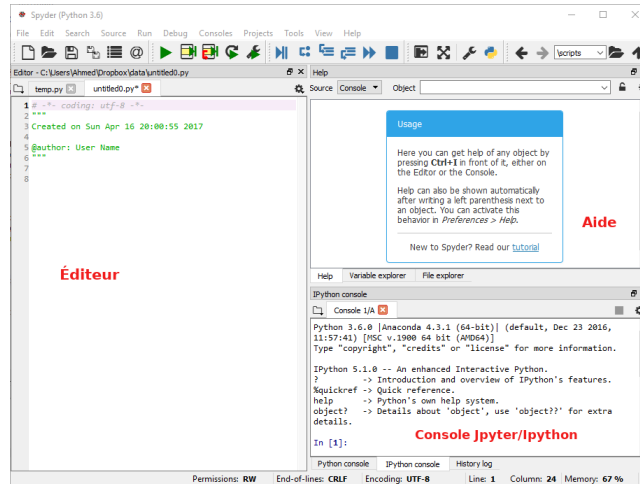 Spyder (Python 3.6)
File Edit Search Source Run Debug Consoles Projects Tools View Help
\scripts
Editor - C:\Users\Ahmed\Dropbox\data\untitled0.py
Help
temp.py untitled0.py*
Source Console Object
1 # -*- coding: utf-8 -*-
2 """
3 Created on Sun Apr 16 20:00:55 2017
4
5 @author: User Name
6 """
7
8
Éditeur
Usage
Here you can get help of any object by
pressing Ctrl+I in front of it, either on
the Editor or the Console.
Help can also be shown automatically
after writing a left parenthesis next to
an object. You can activate this
behavior in Preferences > Help.
New to Spyder? Read our tutorial
Aide
Help Variable explorer File explorer
IPython console
Console 1/A
Python 3.6.0 |Anaconda 4.3.1 (64-bit)| (default, Dec 23 2016,
11:57:41) [MSC v.1900 64 bit (AMD64)]
Type "copyright", "credits" or "license" for more information.
IPython 5.1.0 -- An enhanced Interactive Python.
? -> Introduction and overview of IPython's features.
%quickref -> Quick reference.
help -> Python's own help system.
object? -> Details about 'object', use 'object??' for extra
details.
In [1]:
Console Jpyter/Ipython
Python console IPython console History log
Permissions: RW End-of-lines: CRLF Encoding: UTF-8 Line: 1 Column: 24 Memory: 67 %